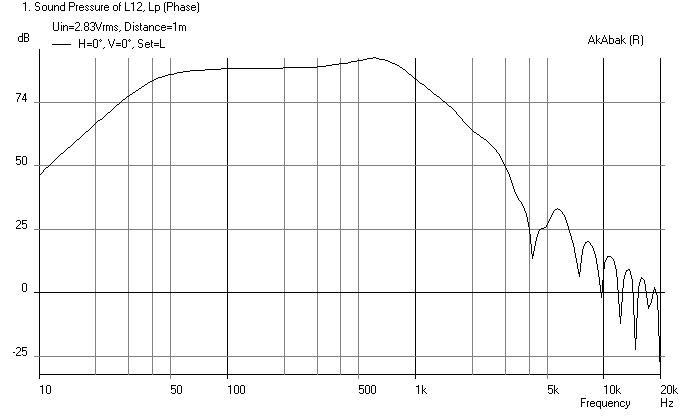 1. Sound Pressure of L12, Lp (Phase)
Uin=2.83Vrms, Distance=1m
dB
H=0°, V=0°, Set=L
AkAbak (R)
74
50
25
0
-25
10 50 100 500 1k 5k 10k 20k
Frequency Hz